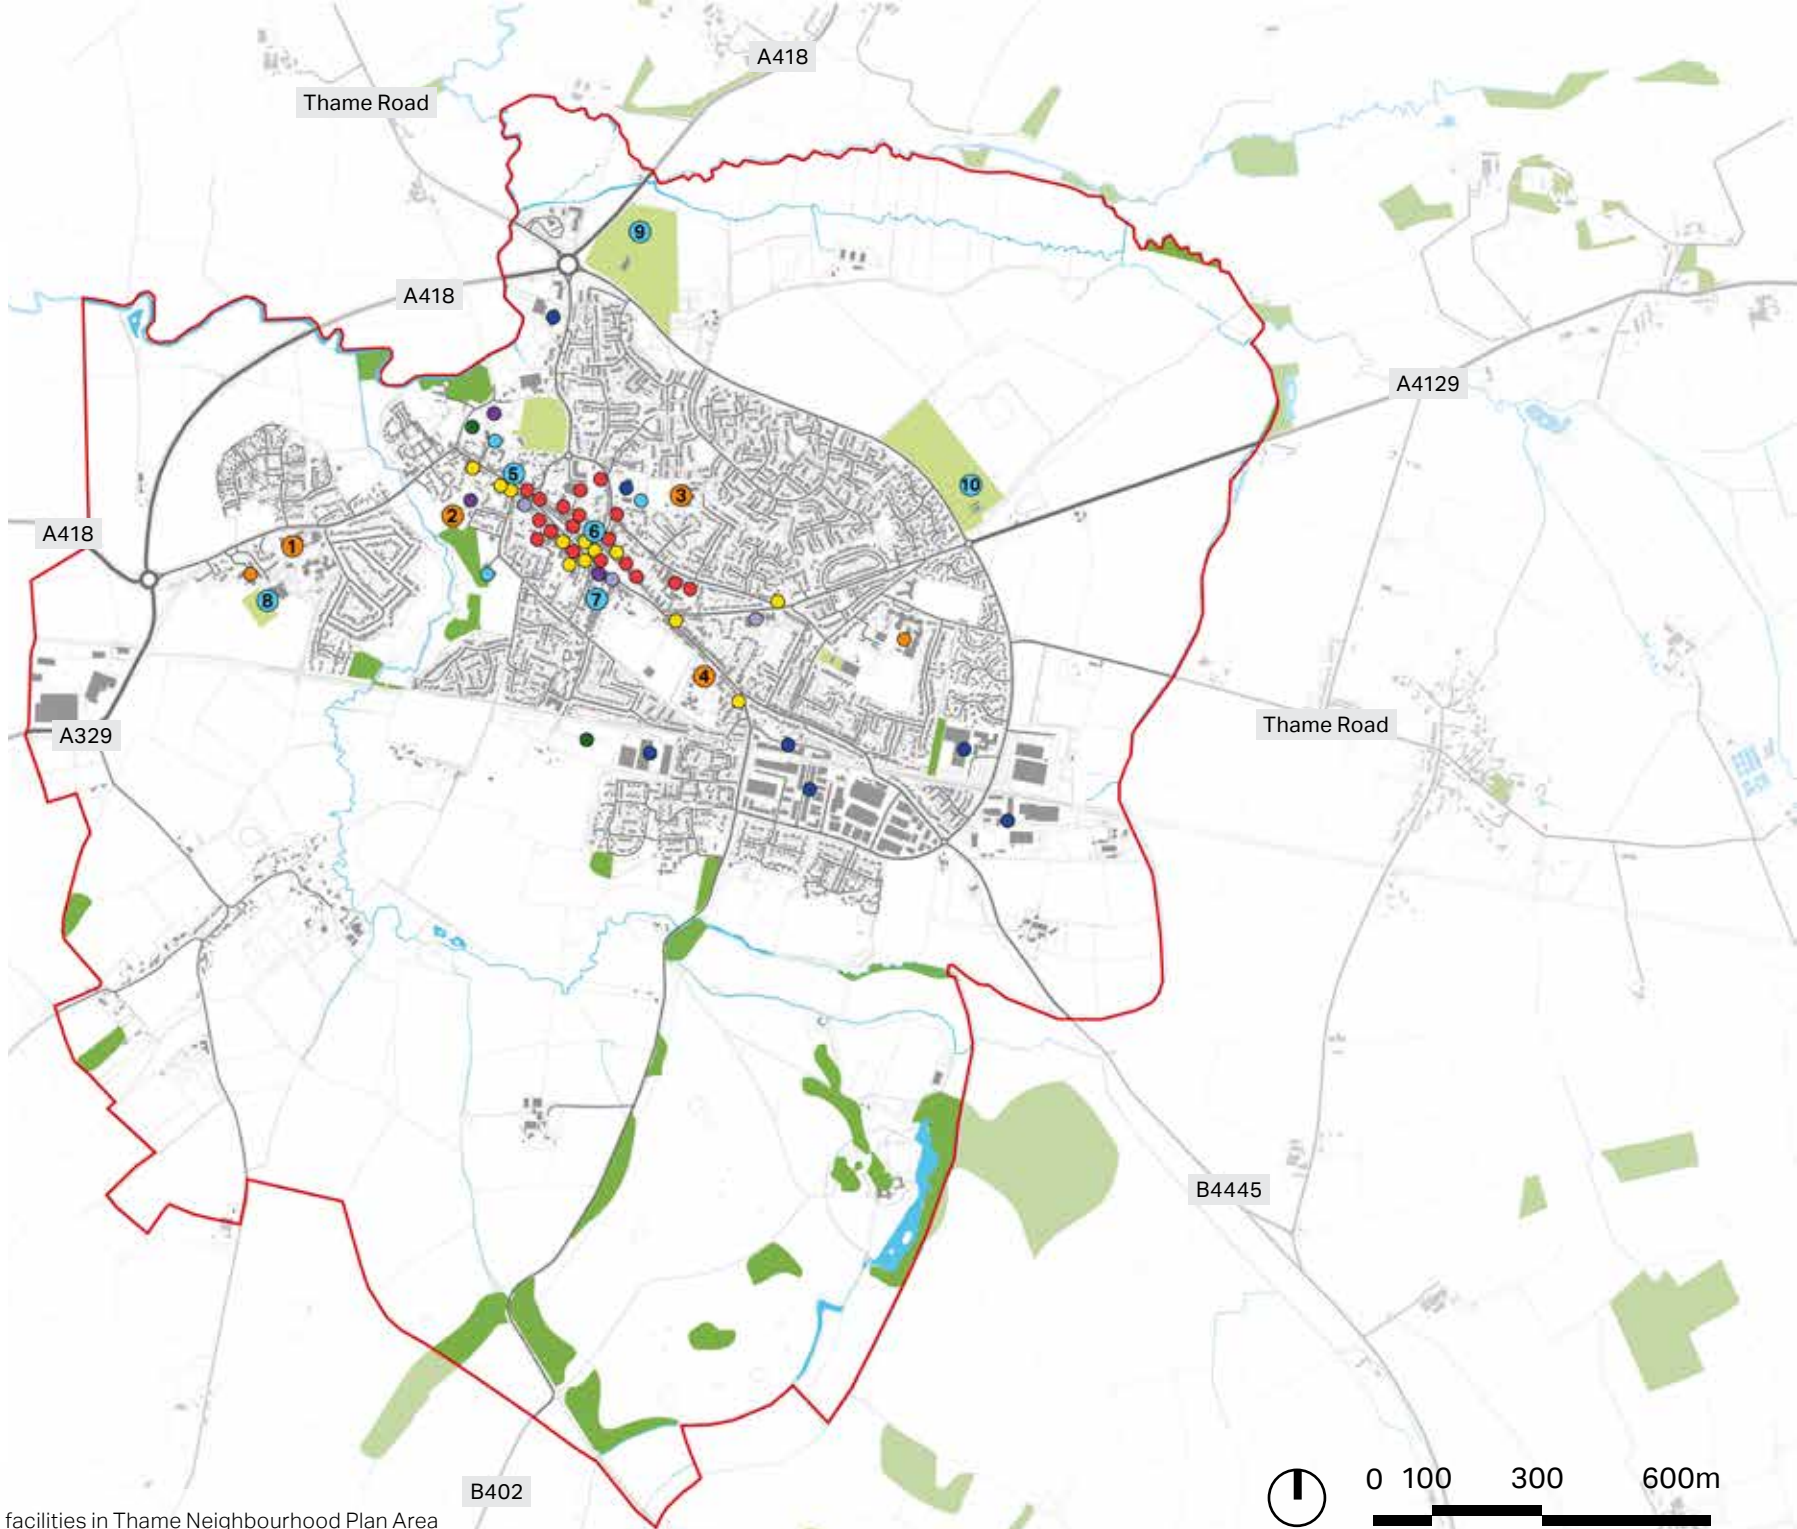 A418
Thame Road
9
A418
A4129
5
10
3
2
A418
6
1
8
7
4
Thame Road
A329
B4445
0 100 300 600m
B402
facilities in Thame Neighbourhood Plan Area